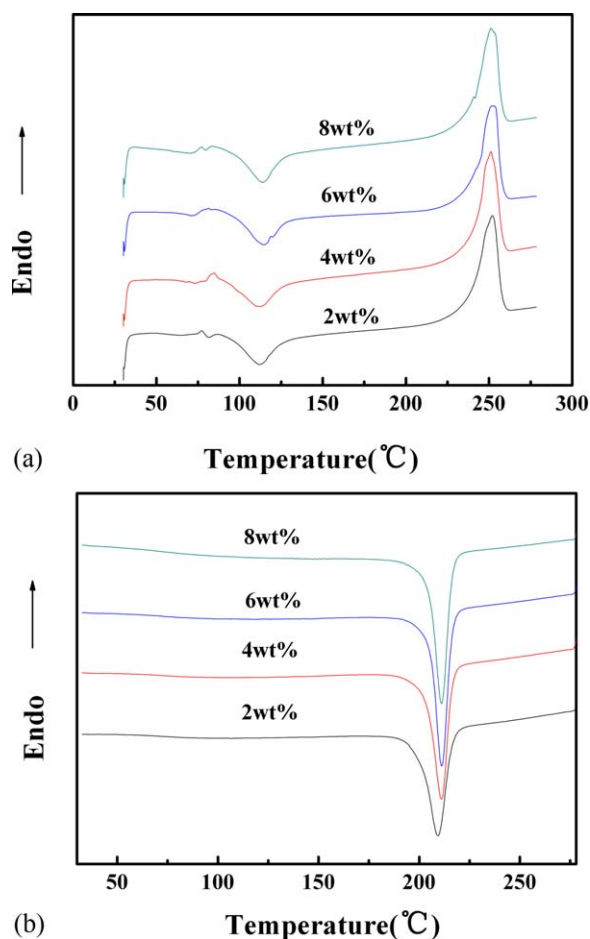 8wt%
6wt%
4wt%
2wt%
Endo
0 50 100 150 200 250 300
(a) Temperature(℃)
8wt%
6wt%
4wt%
2wt%
Endo
50 100 150 200 250
(b) Temperature(℃)